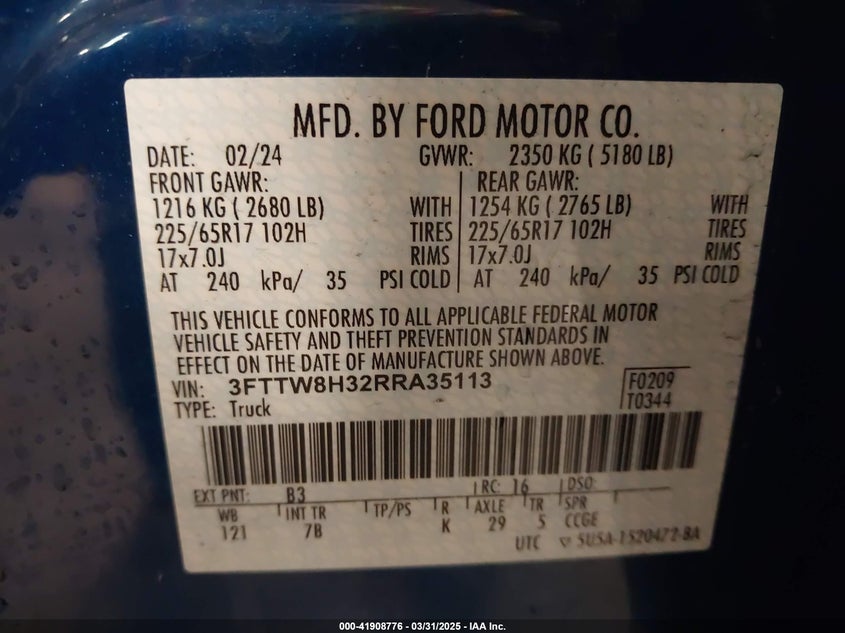 MFD. BY FORD MOTOR CO.
DATE: 02/24 GVWR: 2350 KG ( 5180 LB)
FRONT GAWR: REAR GAWR:
1216 KG ( 2680 LB) WITH 1254 KG ( 2765 LB) WITH
225/65R17 102H TIRES 225/65R17 102H TIRES
17x7.0J RIMS 17x7.0J RIMS
AT 240 kPa/ 35 PSI COLD AT 240 kPa/ 35 PSI COLD
THIS VEHICLE CONFORMS TO ALL APPLICABLE FEDERAL MOTOR
VEHICLE SAFETY AND THEFT PREVENTION STANDARDS IN
EFFECT ON THE DATE OF MANUFACTURE SHOWN ABOVE.
VIN: 3FTTW8H32RRA35113 F0209
TYPE: Truck T0344
EXT PNT: B3 RC: 16 DSO:
WB INT TR TP/PS R AXLE TR SPR
121 7B K 29 5 CCGE
UTC 5U5A-1520472-BA
000-41908776 - 03/31/2025 - IAA Inc.